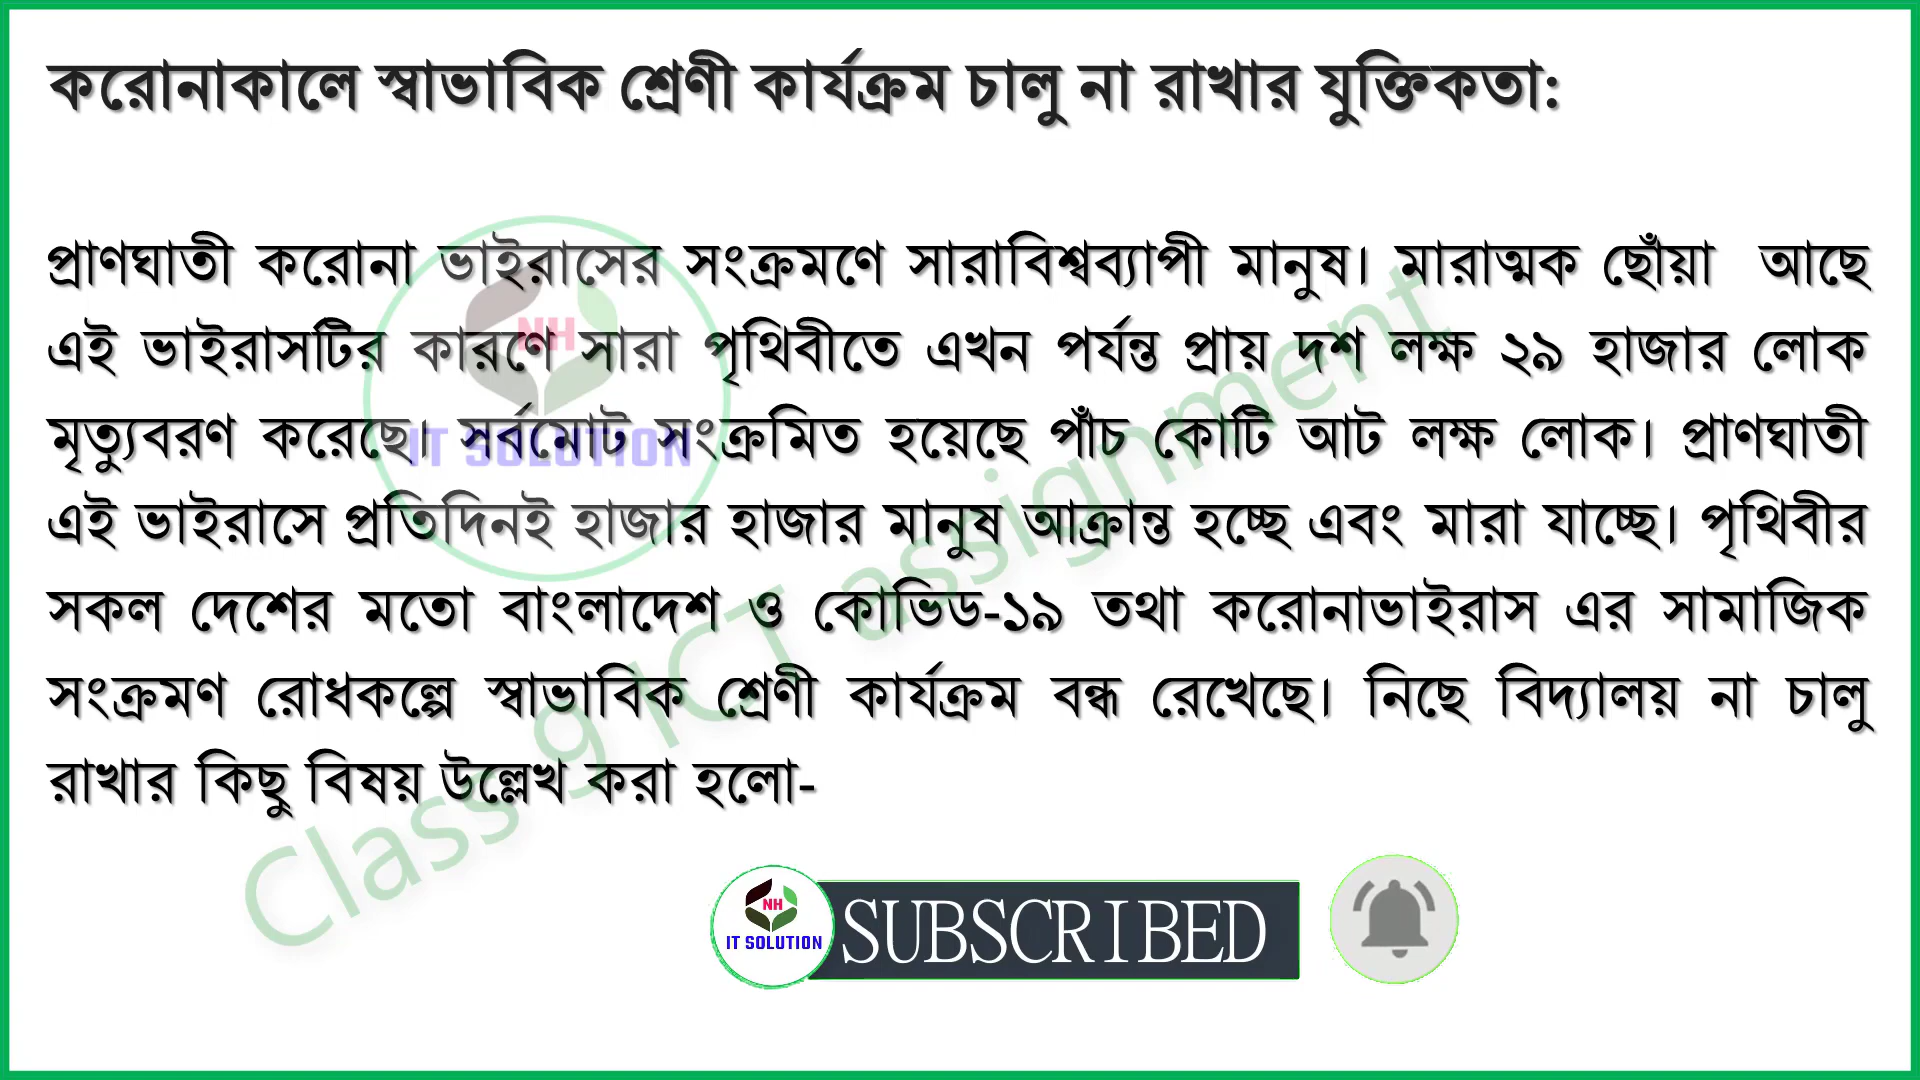 করোনাকালে স্বাভাবিক শ্রেণী কার্যক্রম চালু না রাখার যুক্তিকতা:
প্রাণঘাতী করোনা ভাইরাসের সংক্রমণে সারাবিশ্বব্যাপী মানুষ। মারাত্মক ছোঁয়া আছে
এই ভাইরাসটির কারণে সারা পৃথিবীতে এখন পর্যন্ত প্রায় দশ লক্ষ ২৯ হাজার লোক
মৃত্যুবরণ করেছে। সর্বমোট সংক্রমিত হয়েছে পাঁচ কোটি আট লক্ষ লোক। প্রাণঘাতী
এই ভাইরাসে প্রতিদিনই হাজার হাজার মানুষ আক্রান্ত হচ্ছে এবং মারা যাচ্ছে। পৃথিবীর
সকল দেশের মতো বাংলাদেশ ও কোভিড-১৯ তথা করোনাভাইরাস এর সামাজিক
সংক্রমণ রোধকল্পে স্বাভাবিক শ্রেণী কার্যক্রম বন্ধ রেখেছে। নিছে বিদ্যালয় না চালু
রাখার কিছু বিষয় উল্লেখ করা হলো-
NH
IT SOLUTION
Class 9 ICT assignment
NH
IT SOLUTION
SUBSCRIBED